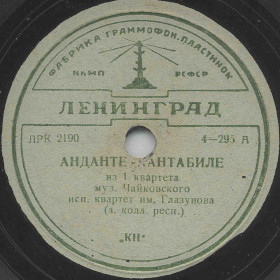 ФАБРИКА ГРАММОФОН. ПЛАСТИНОК
НКМП РСФСР
ЛЕНИНГРАД
ЛРК 2190 4-295 А
АНДАНТЕ-КАНТАБИЛЕ
из I квартета
муз. Чайковского
исп. квартет им. Глазунова
(з. колл. респ.)
„КН"